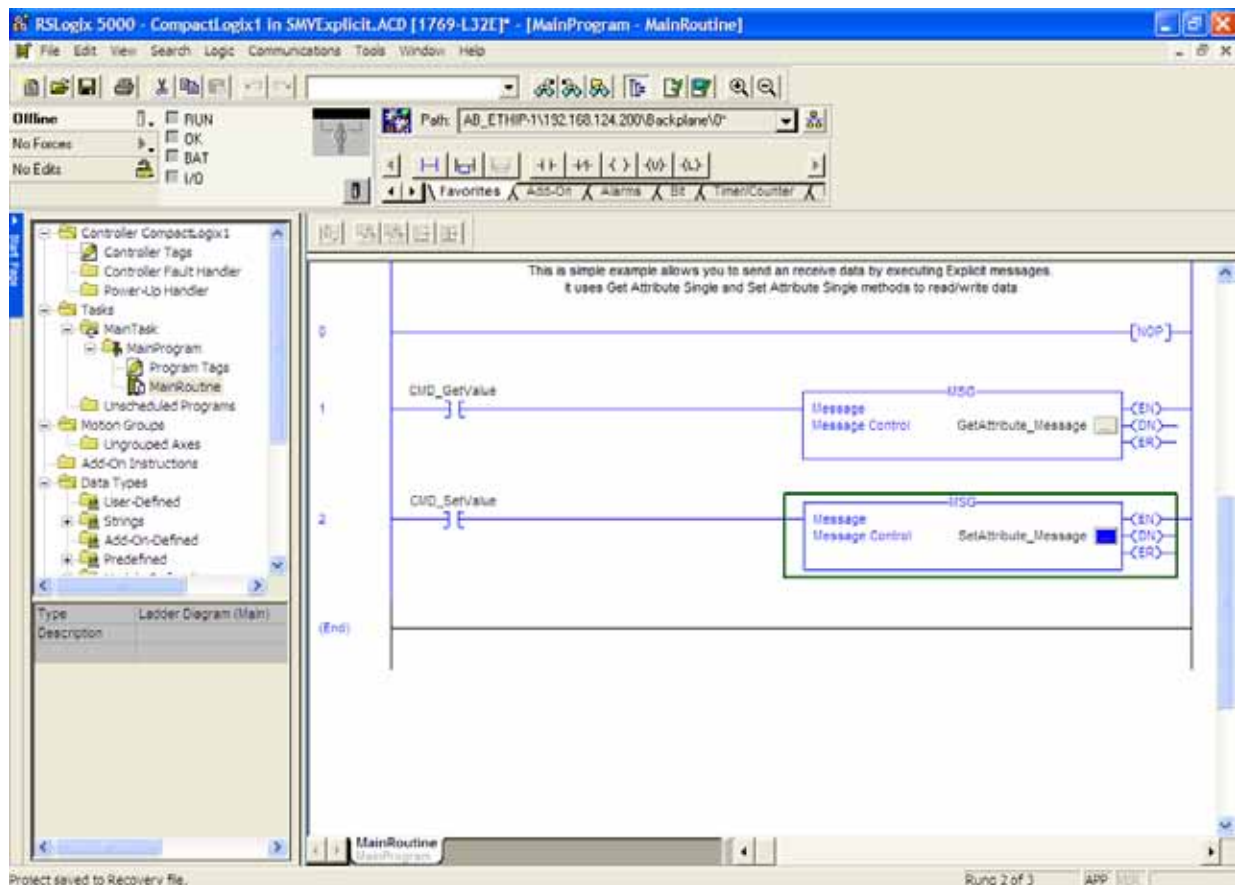 RSLogix 5000 - CompactLogix1 in SMVExplicit.ACD [1769-L32E]* - [MainProgram - MainRoutine]
File Edit View Search Logic Communications Tools Window Help
Offline
RUN
No Forces
OK
No Edits
BAT
I/O
Path: AB_ETHIP-1\192.168.124.200\Backplane\0*
Favorites Add-On Alarms Bit Timer/Counter
Start Page
Controller CompactLogix1
Controller Tags
Controller Fault Handler
Power-Up Handler
Tasks
MainTask
MainProgram
Program Tags
MainRoutine
Unscheduled Programs
Motion Groups
Ungrouped Axes
Add-On Instructions
Data Types
User-Defined
Strings
Add-On-Defined
Predefined
Type Ladder Diagram (Main)
Description
This is simple example allows you to send an receive data by executing Explicit messages.
It uses Get Attribute Single and Set Attribute Single methods to read/write data
0
[NOP]
CMD_GetValue
MSG
1
Message
Message Control GetAttribute_Message ...
(EN)
(DN)
(ER)
CMD_SetValue
MSG
2
Message
Message Control SetAttribute_Message
(EN)
(DN)
(ER)
(End)
MainRoutine
MainProgram
Project saved to Recovery file.
Rung 2 of 3
APP